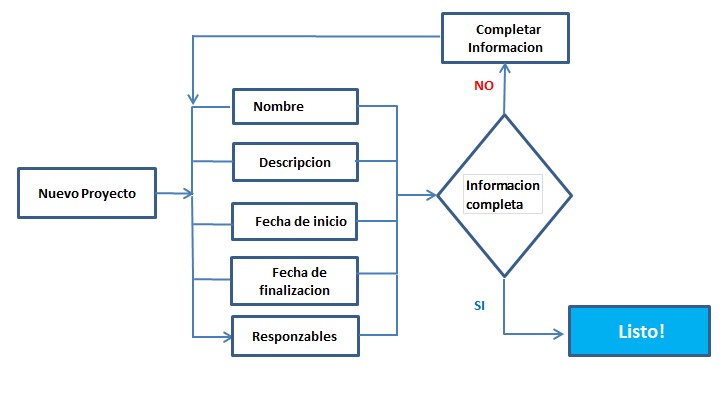 Completar
Informacion
NO
Nombre
Descripcion
Nuevo Proyecto
Informacion
completa
Fecha de inicio
Fecha de
finalizacion
SI
Responzables
Listo!